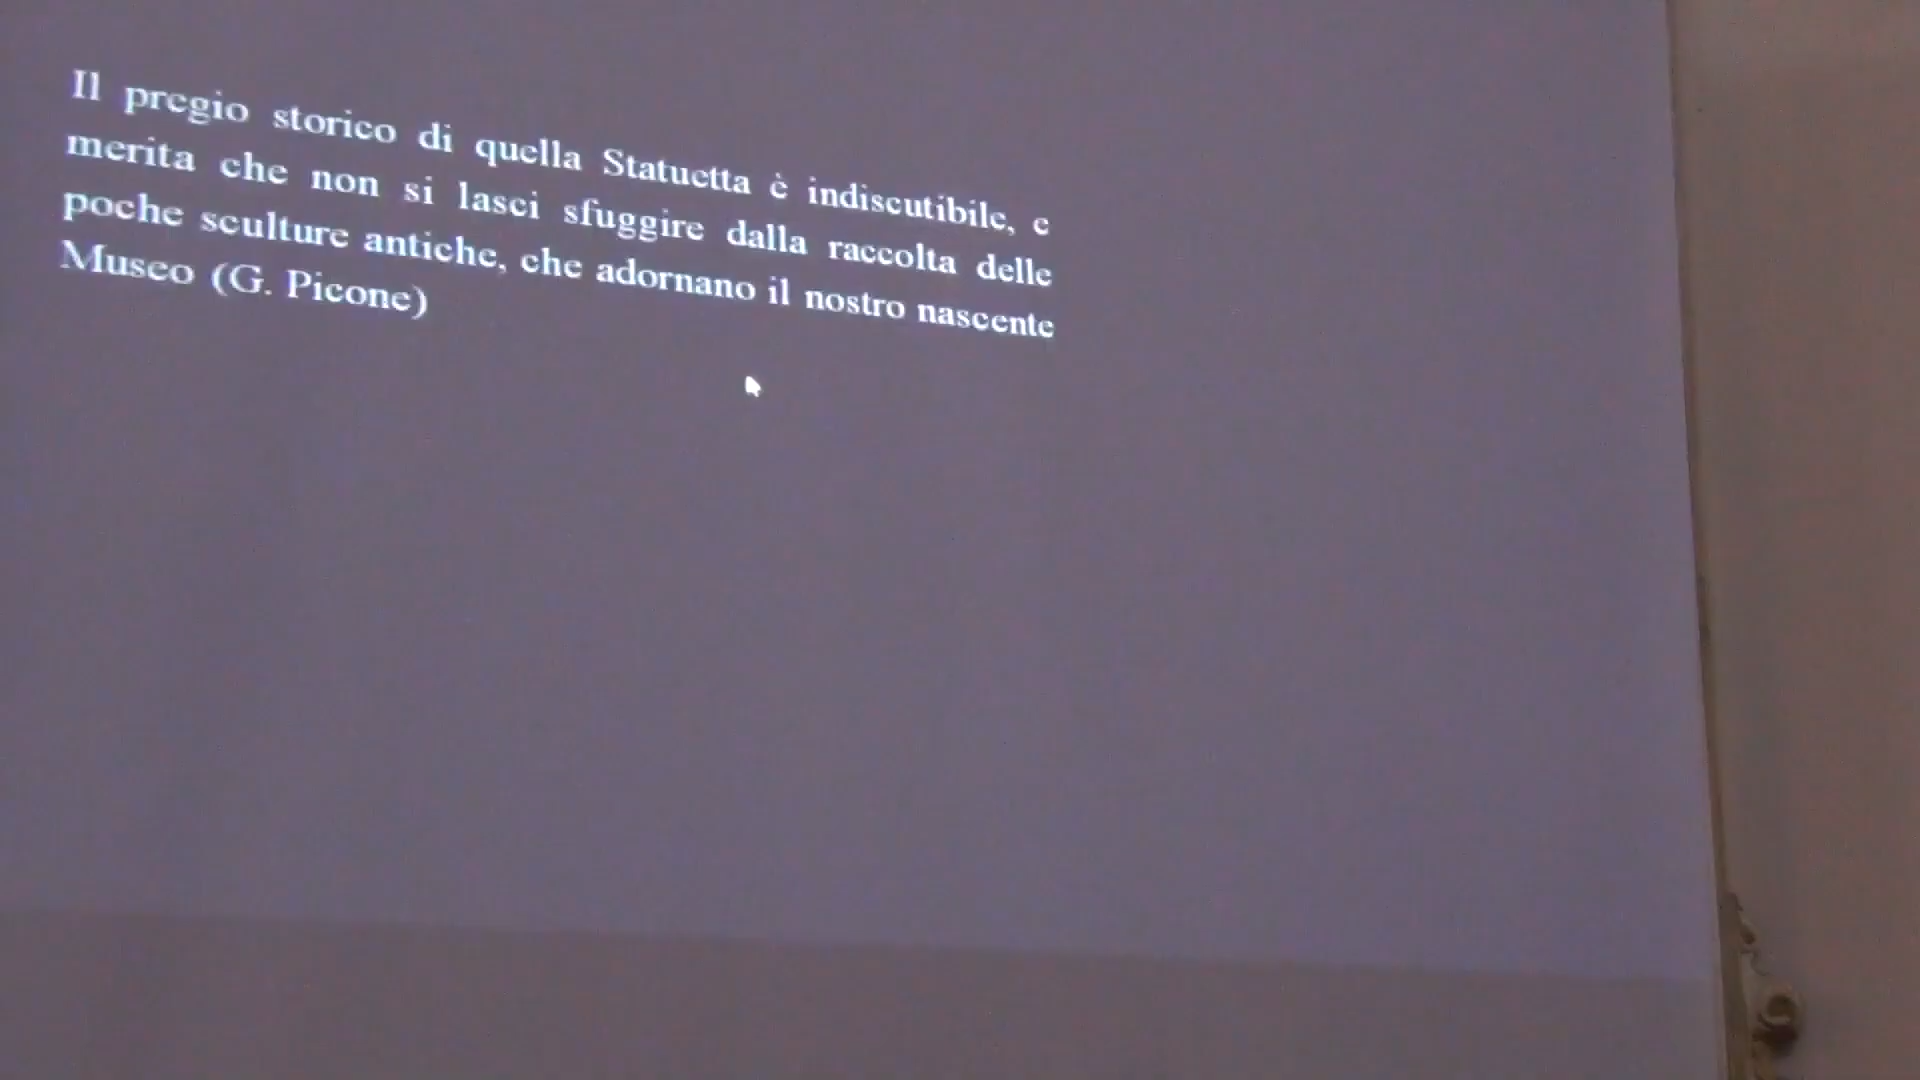 Il pregio storico di quella Statuetta è indiscutibile, e
merita che non si lasci sfuggire dalla raccolta delle
poche sculture antiche, che adornano il nostro nascente
Museo (G. Picone)